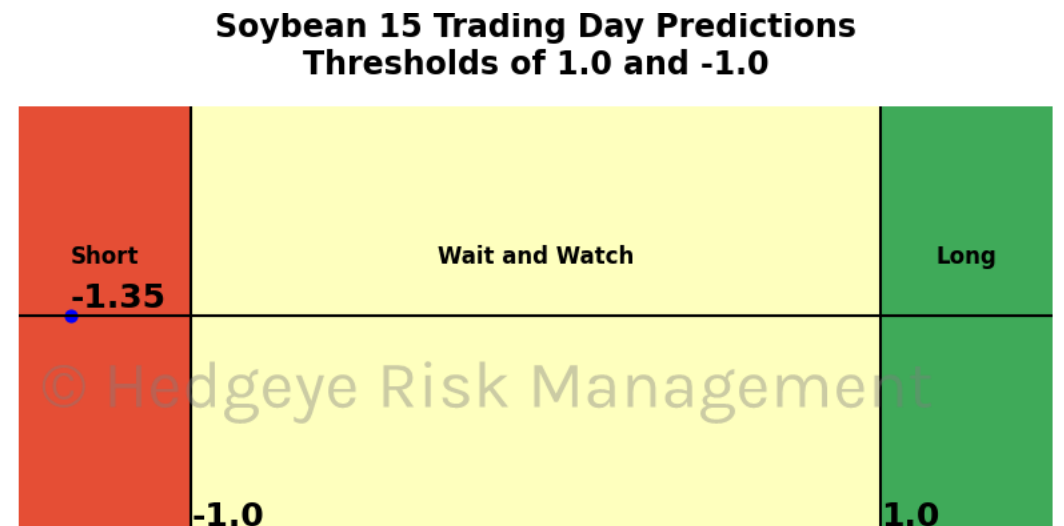 Soybean 15 Trading Day Predictions
Thresholds of 1.0 and -1.0
Short
Wait and Watch
Long
-1.35
© Hedgeye Risk Management
-1.0
1.0